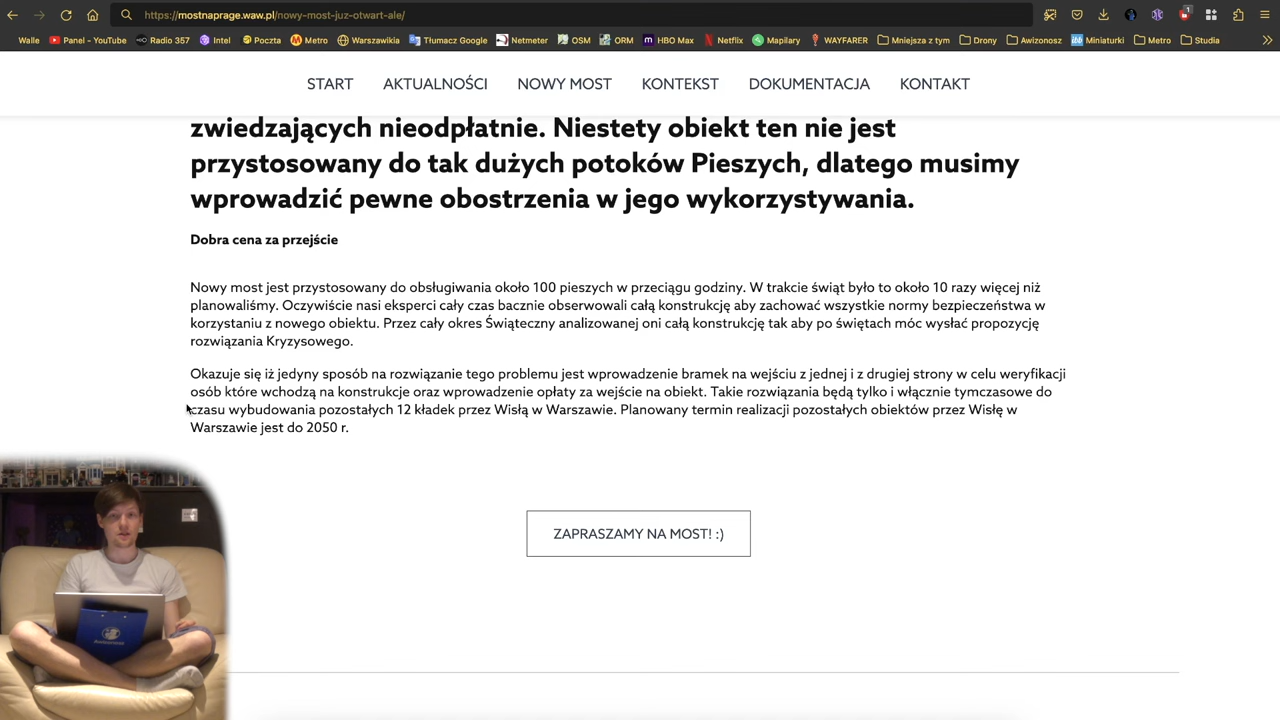 https://mostnaprage.waw.pl/nowy-most-juz-otwart-ale/
1
Walle Panel - YouTube Radio 357 Intel Poczta Metro Warszawikia Tłumacz Google Netmeter OSM ORM HBO Max Netflix Mapilary WAYFARER Mniejsza z tym Drony Awizonosz Miniaturki Metro Studia
START AKTUALNOŚCI NOWY MOST KONTEKST DOKUMENTACJA KONTAKT
zwiedzających nieodpłatnie. Niestety obiekt ten nie jest
przystosowany do tak dużych potoków Pieszych, dlatego musimy
wprowadzić pewne obostrzenia w jego wykorzystywania.
Dobra cena za przejście
Nowy most jest przystosowany do obsługiwania około 100 pieszych w przeciągu godziny. W trakcie świąt było to około 10 razy więcej niż
planowaliśmy. Oczywiście nasi eksperci cały czas bacznie obserwowali całą konstrukcję aby zachować wszystkie normy bezpieczeństwa w
korzystaniu z nowego obiektu. Przez cały okres Świąteczny analizowanej oni całą konstrukcję tak aby po świętach móc wysłać propozycję
rozwiązania Kryzysowego.
Okazuje się iż jedyny sposób na rozwiązanie tego problemu jest wprowadzenie bramek na wejściu z jednej i z drugiej strony w celu weryfikacji
osób które wchodzą na konstrukcje oraz wprowadzenie opłaty za wejście na obiekt. Takie rozwiązania będą tylko i włącznie tymczasowe do
czasu wybudowania pozostałych 12 kładek przez Wisłą w Warszawie. Planowany termin realizacji pozostałych obiektów przez Wisłę w
Warszawie jest do 2050 r.
ZAPRASZAMY NA MOST! :)